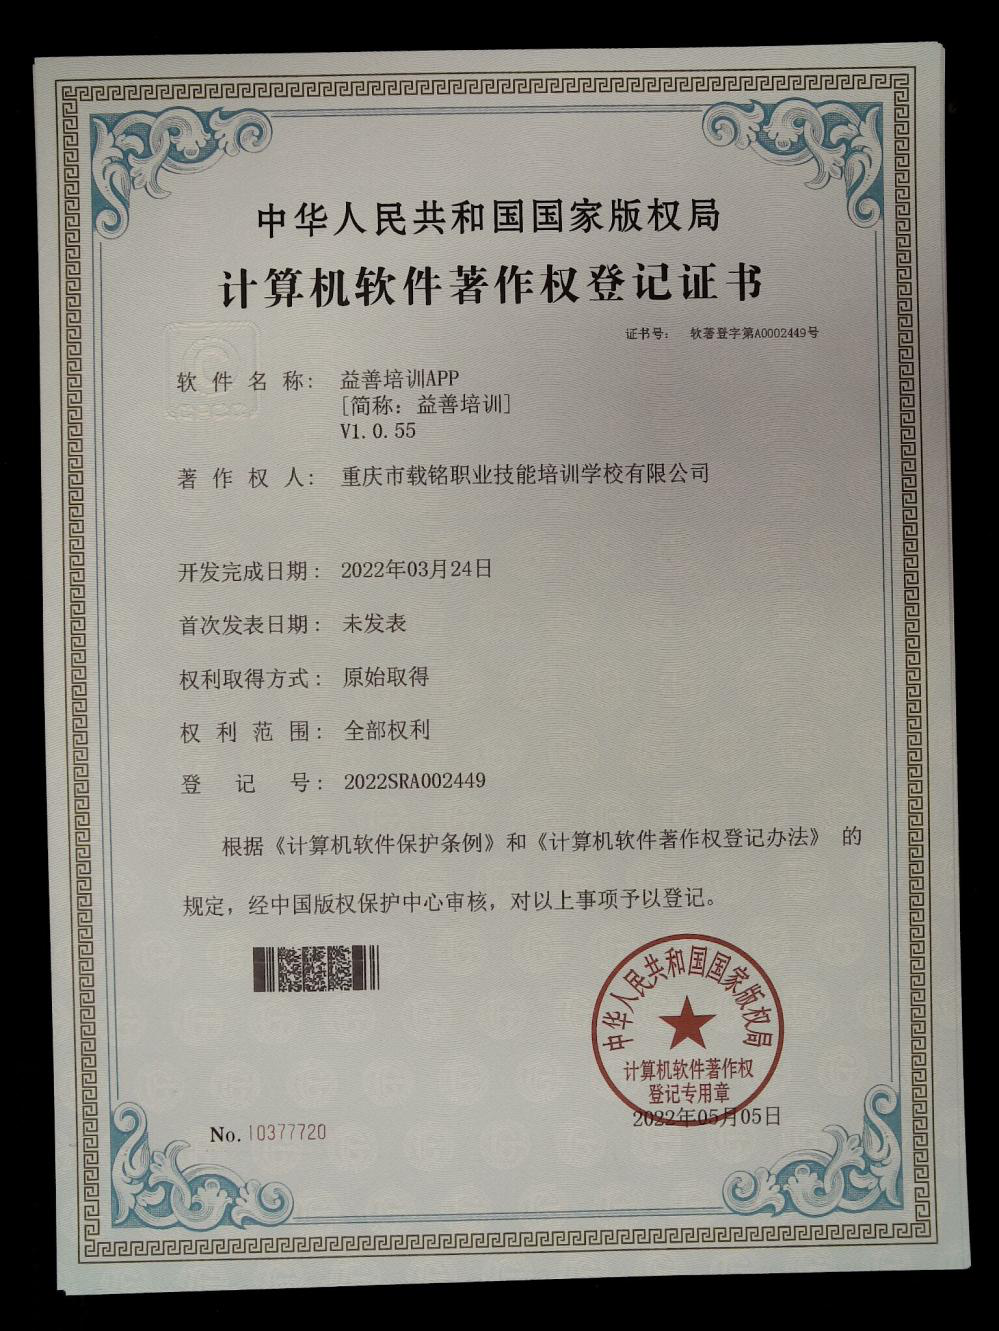 中华人民共和国国家版权局
计算机软件著作权登记证书
证书号： 软著登字第A0002449号
软件名称： 益善培训APP
[简称：益善培训]
V1.0.55
著作权人： 重庆市载铭职业技能培训学校有限公司
开发完成日期： 2022年03月24日
首次发表日期： 未发表
权利取得方式： 原始取得
权利范围： 全部权利
登记号： 2022SRA002449
根据《计算机软件保护条例》和《计算机软件著作权登记办法》的
规定，经中国版权保护中心审核，对以上事项予以登记。
中华人民共和国国家版权局
计算机软件著作权
登记专用章
2022年05月05日
No. 10377720